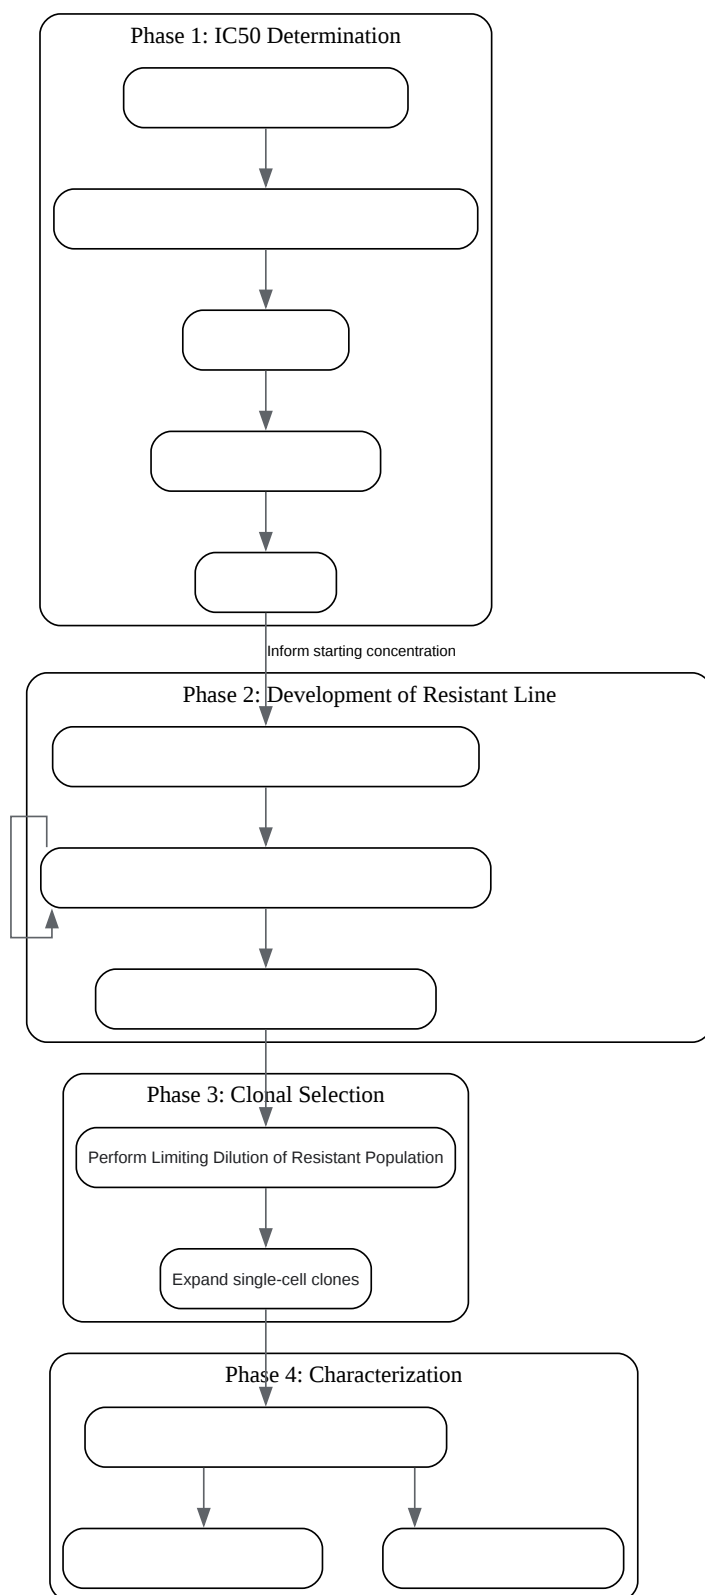 Phase 1: IC50 Determination
Inform starting concentration
Phase 2: Development of Resistant Line
Phase 3: Clonal Selection
Perform Limiting Dilution of Resistant Population
Expand single-cell clones
Phase 4: Characterization